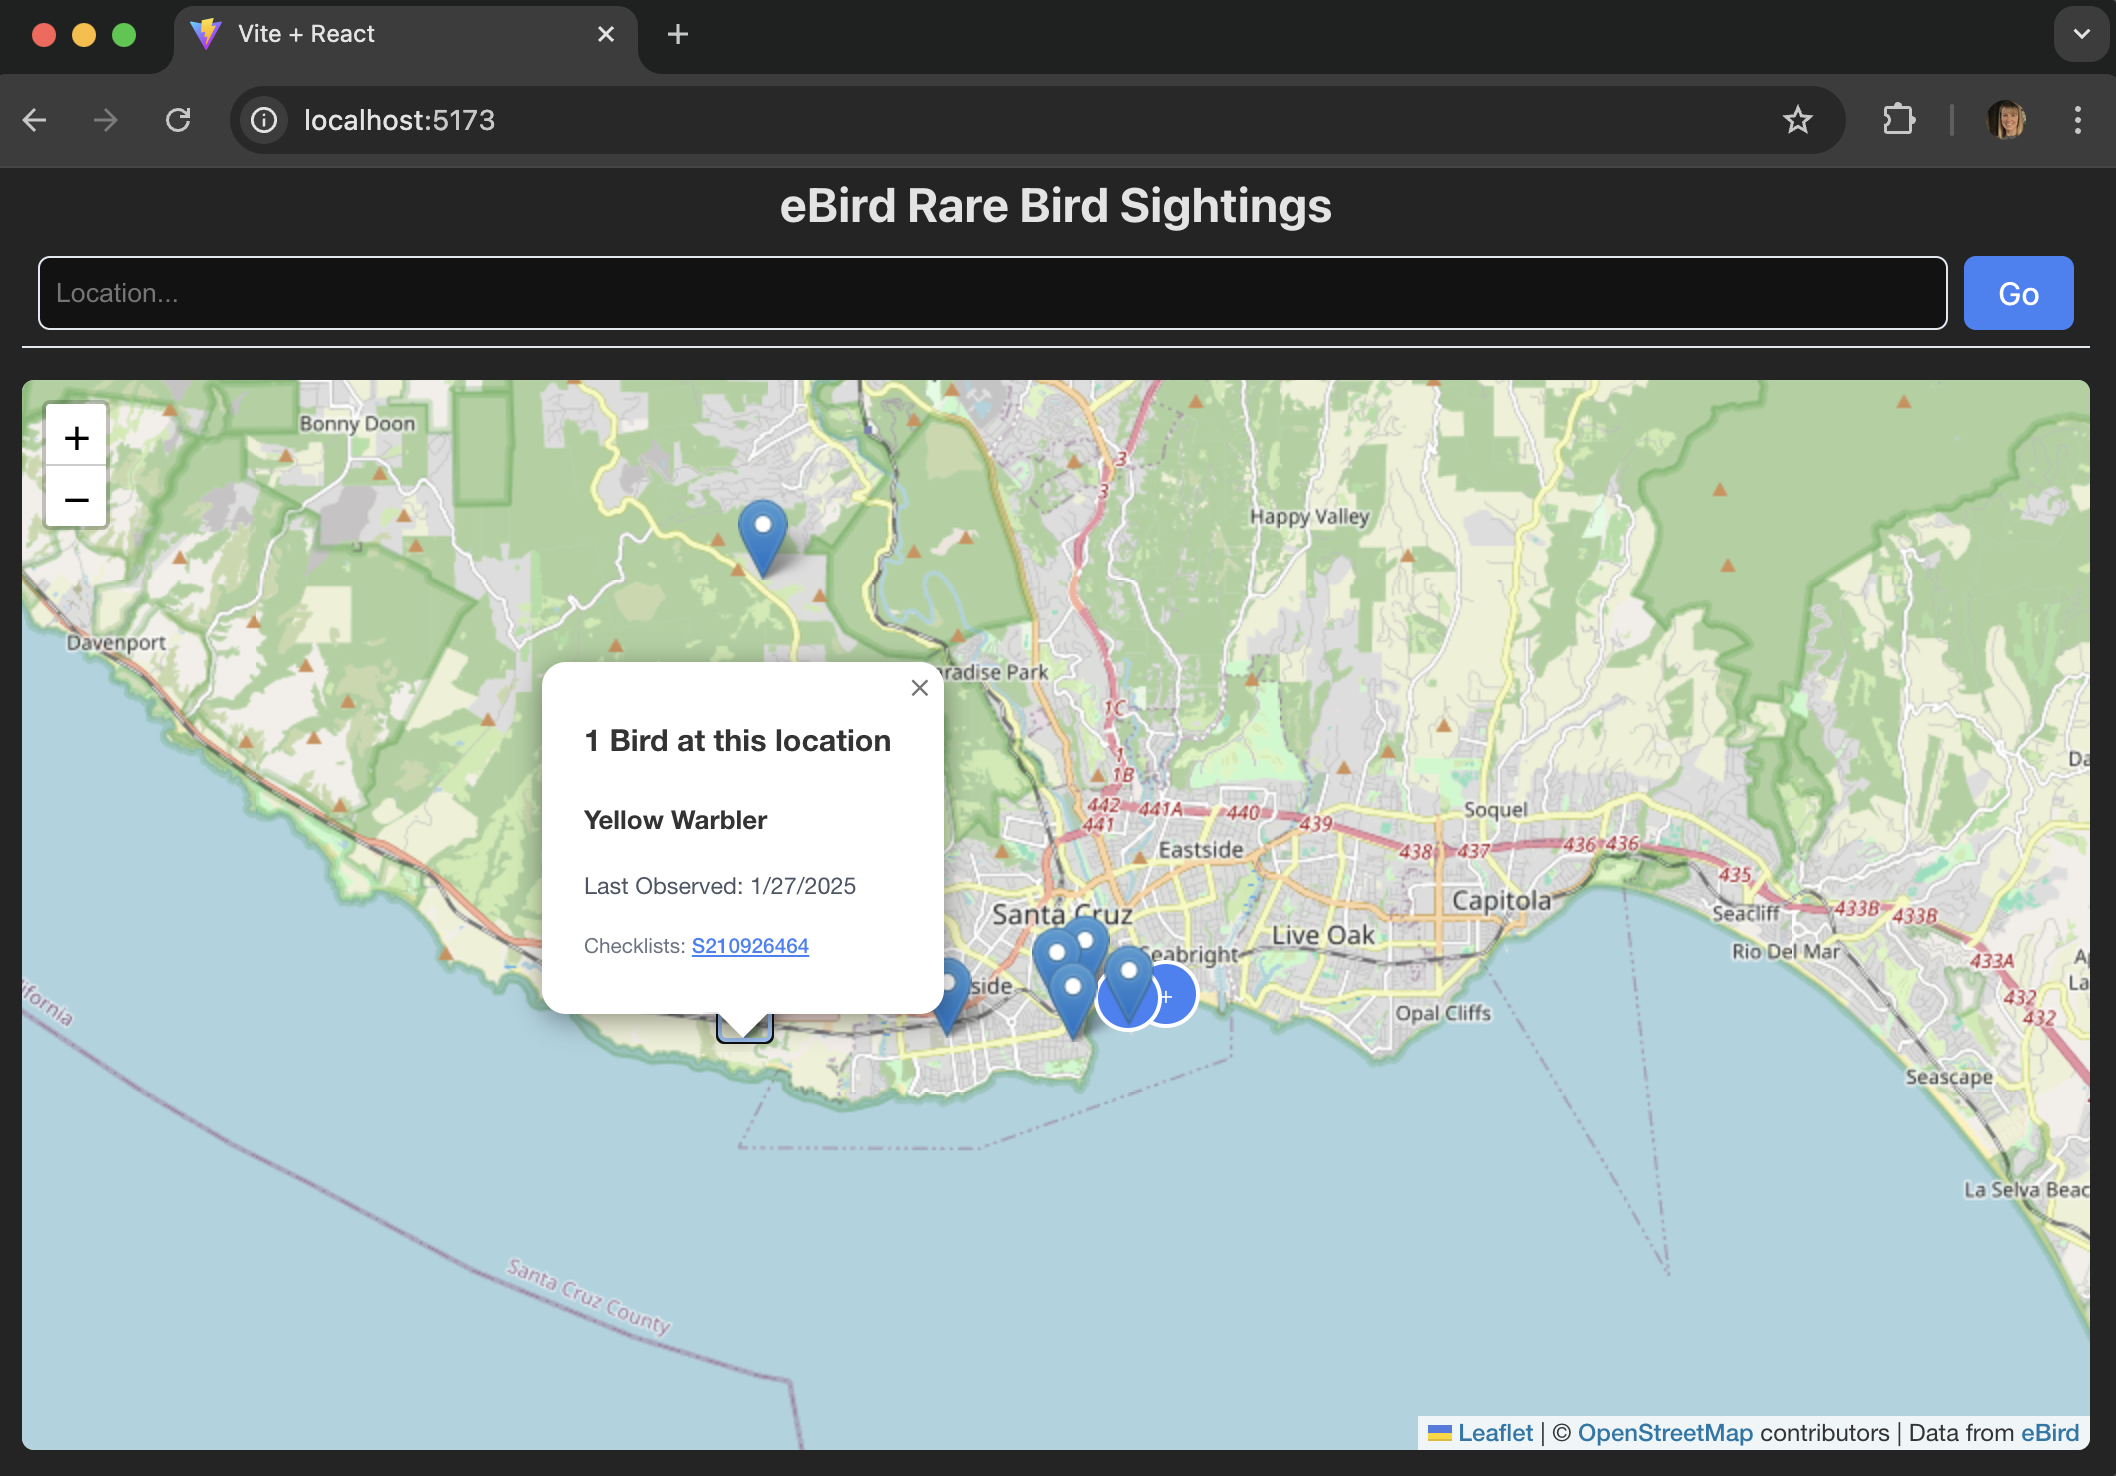 Vite + React
localhost:5173
eBird Rare Bird Sightings
Location...
Go
+
−
Bonny Doon
3
3
Happy Valley
Davenport
radise Park
1C
1
1B
1 Bird at this location
Yellow Warbler
Last Observed: 1/27/2025
Checklists: S210926464
442
441A
440
441
439
438
437
436
436
435
433B
433B
433A
432
432
Soquel
Eastside
Santa Cruz
Capitola
Seacliff
Live Oak
Seabright
Rio Del Mar
side
+
Opal Cliffs
Seascape
La Selva Beac
Da
A
La
ifornia
Santa Cruz County
Leaflet | © OpenStreetMap contributors | Data from eBird